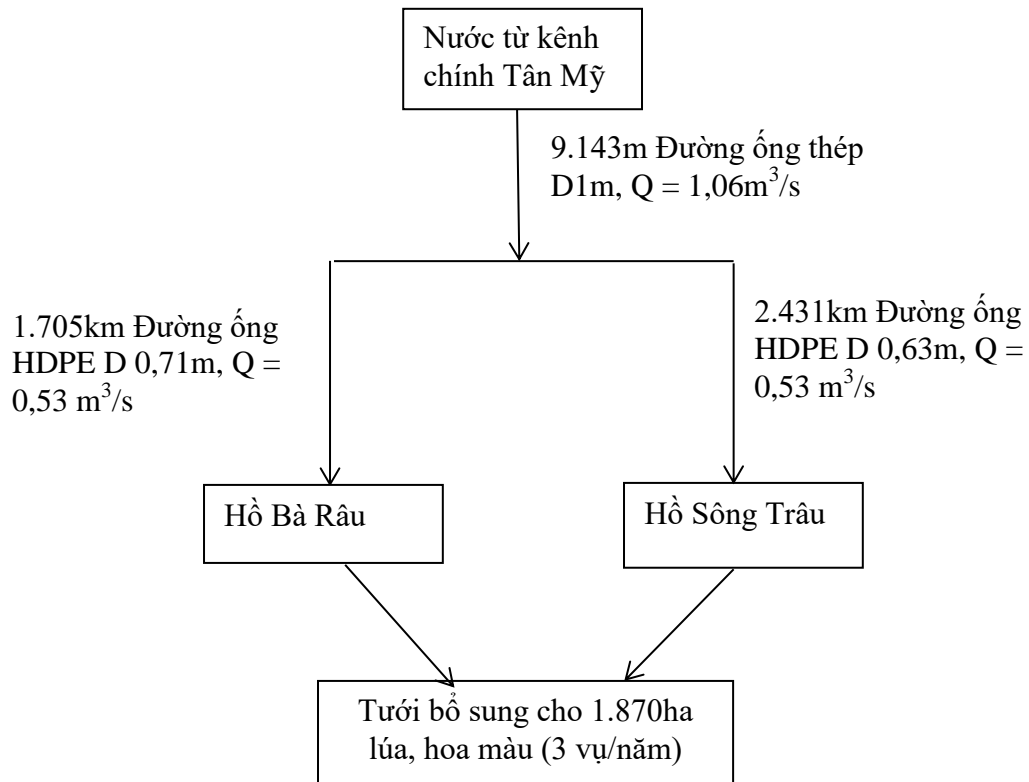 Nước từ kênh
chính Tân Mỹ
9.143m Đường ống thép
D1m, Q = 1,06m³/s
1.705km Đường ống
HDPE D 0,71m, Q =
0,53 m³/s
2.431km Đường ống
HDPE D 0,63m, Q =
0,53 m³/s
Hồ Bà Râu
Hồ Sông Trâu
Tưới bổ sung cho 1.870ha
lúa, hoa màu (3 vụ/năm)